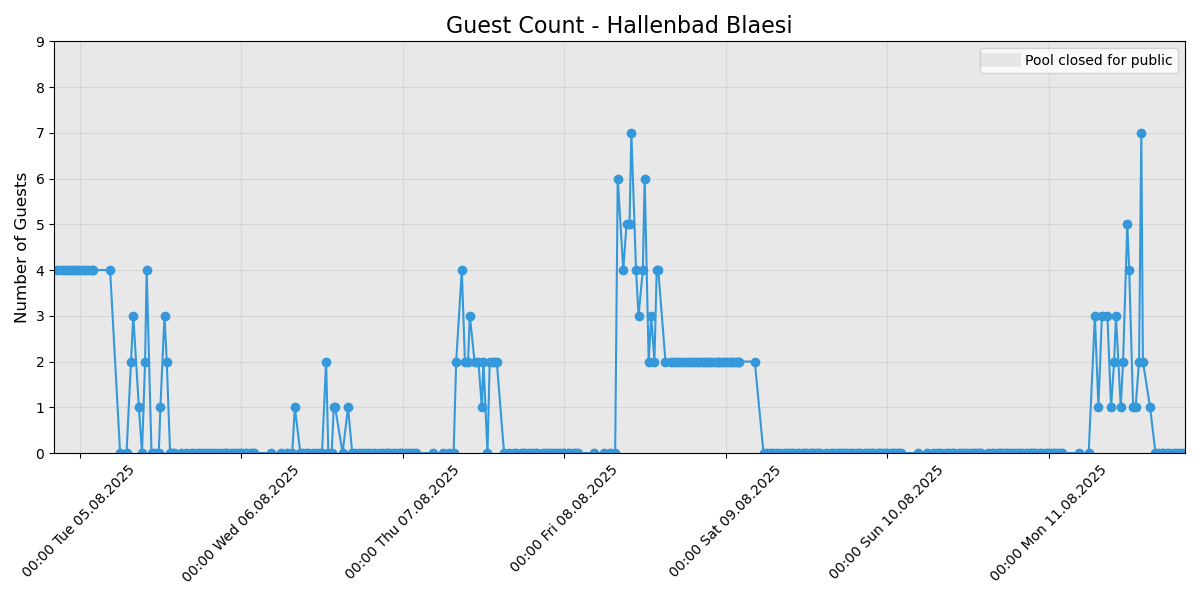 Guest Count - Hallenbad Blaesi
Pool closed for public
Number of Guests
9
8
7
6
5
4
3
2
1
0
00:00 Tue 05.08.2025
00:00 Wed 06.08.2025
00:00 Thu 07.08.2025
00:00 Fri 08.08.2025
00:00 Sat 09.08.2025
00:00 Sun 10.08.2025
00:00 Mon 11.08.2025